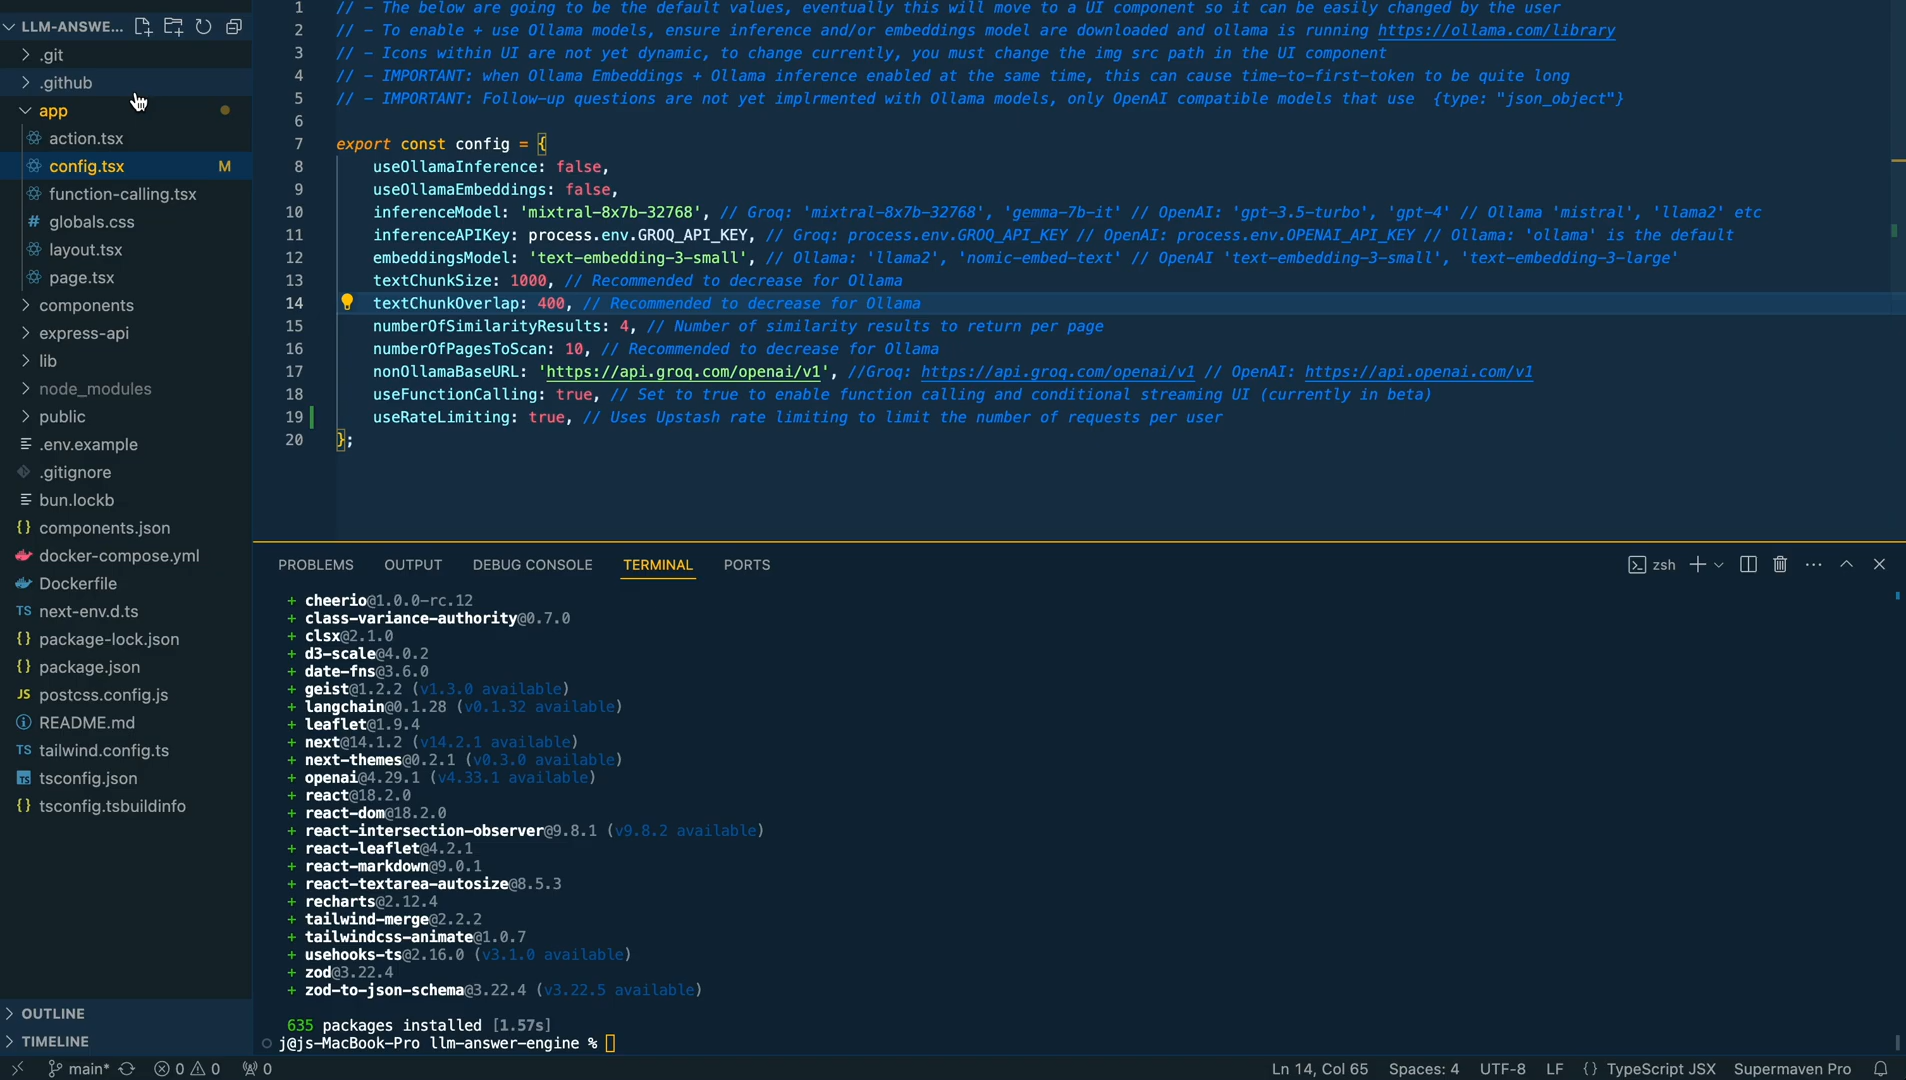 LLM-ANSWE...
.git
.github
app
action.tsx
config.tsx M
function-calling.tsx
# globals.css
layout.tsx
page.tsx
components
express-api
lib
node_modules
public
.env.example
.gitignore
bun.lockb
{} components.json
docker-compose.yml
Dockerfile
TS next-env.d.ts
{} package-lock.json
{} package.json
JS postcss.config.js
README.md
TS tailwind.config.ts
TS tsconfig.json
{} tsconfig.tsbuildinfo
OUTLINE
TIMELINE
1 // - The below are going to be the default values, eventually this will move to a UI component so it can be easily changed by the user
2 // - To enable + use Ollama models, ensure inference and/or embeddings model are downloaded and ollama is running https://ollama.com/library
3 // - Icons within UI are not yet dynamic, to change currently, you must change the img src path in the UI component
4 // - IMPORTANT: when Ollama Embeddings + Ollama inference enabled at the same time, this can cause time-to-first-token to be quite long
5 // - IMPORTANT: Follow-up questions are not yet implrmented with Ollama models, only OpenAI compatible models that use  {type: "json_object"}
6
7 export const config = {
8 useOllamaInference: false,
9 useOllamaEmbeddings: false,
10 inferenceModel: 'mixtral-8x7b-32768', // Groq: 'mixtral-8x7b-32768', 'gemma-7b-it' // OpenAI: 'gpt-3.5-turbo', 'gpt-4' // Ollama 'mistral', 'llama2' etc
11 inferenceAPIKey: process.env.GROQ_API_KEY, // Groq: process.env.GROQ_API_KEY // OpenAI: process.env.OPENAI_API_KEY // Ollama: 'ollama' is the default
12 embeddingsModel: 'text-embedding-3-small', // Ollama: 'llama2', 'nomic-embed-text' // OpenAI 'text-embedding-3-small', 'text-embedding-3-large'
13 textChunkSize: 1000, // Recommended to decrease for Ollama
14 textChunkOverlap: 400, // Recommended to decrease for Ollama
15 numberOfSimilarityResults: 4, // Number of similarity results to return per page
16 numberOfPagesToScan: 10, // Recommended to decrease for Ollama
17 nonOllamaBaseURL: 'https://api.groq.com/openai/v1', //Groq: https://api.groq.com/openai/v1 // OpenAI: https://api.openai.com/v1
18 useFunctionCalling: true, // Set to true to enable function calling and conditional streaming UI (currently in beta)
19 useRateLimiting: true, // Uses Upstash rate limiting to limit the number of requests per user
20 };
PROBLEMS OUTPUT DEBUG CONSOLE TERMINAL PORTS zsh
+ cheerio@1.0.0-rc.12
+ class-variance-authority@0.7.0
+ clsx@2.1.0
+ d3-scale@4.0.2
+ date-fns@3.6.0
+ geist@1.2.2 (v1.3.0 available)
+ langchain@0.1.28 (v0.1.32 available)
+ leaflet@1.9.4
+ next@14.1.2 (v14.2.1 available)
+ next-themes@0.2.1 (v0.3.0 available)
+ openai@4.29.1 (v4.33.1 available)
+ react@18.2.0
+ react-dom@18.2.0
+ react-intersection-observer@9.8.1 (v9.8.2 available)
+ react-leaflet@4.2.1
+ react-markdown@9.0.1
+ react-textarea-autosize@8.5.3
+ recharts@2.12.4
+ tailwind-merge@2.2.2
+ tailwindcss-animate@1.0.7
+ usehooks-ts@2.16.0 (v3.1.0 available)
+ zod@3.22.4
+ zod-to-json-schema@3.22.4 (v3.22.5 available)
635 packages installed [1.57s]
j@js-MacBook-Pro llm-answer-engine %
main* 0 0 0 Ln 14, Col 65 Spaces: 4 UTF-8 LF {} TypeScript JSX Supermaven Pro